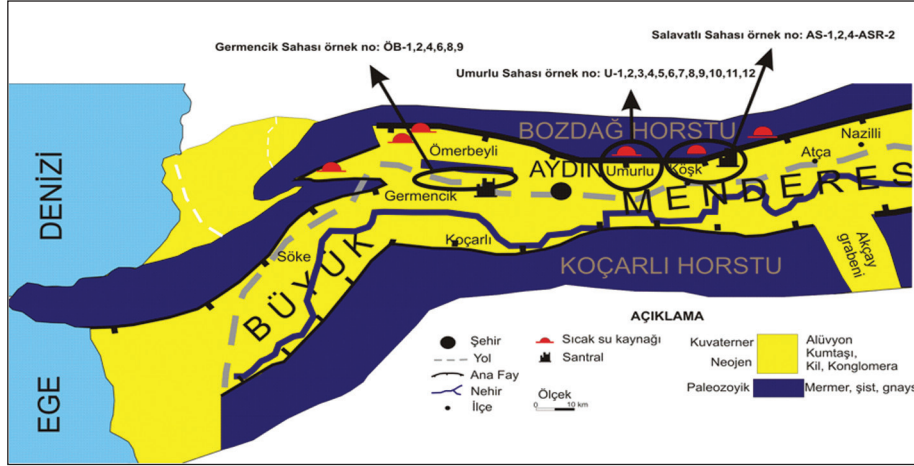 Salavatlı Sahası örnek no: AS-1,2,4-ASR-2
Germencik Sahası örnek no: ÖB-1,2,4,6,8,9
Umurlu Sahası örnek no: U-1,2,3,4,5,6,7,8,9,10,11,12
BOZDAĞ HORSTU
Nazilli
Ömerbeyli
Atça
AYDIN
Umurlu
Köşk
Germencik
MENDERES
DENİZİ
Söke
Koçarlı
BÜYÜK
KOÇARLI HORSTU
Akçay
grabeni
EGE
AÇIKLAMA
Şehir
Yol
Ana Fay
Nehir
İlçe
Sıcak su kaynağı
Santral
Ölçek
0 10 km
Kuvaterner
Neojen
Alüvyon
Kumtaşı,
Kil, Konglomera
Paleozoyik
Mermer, şist, gnays